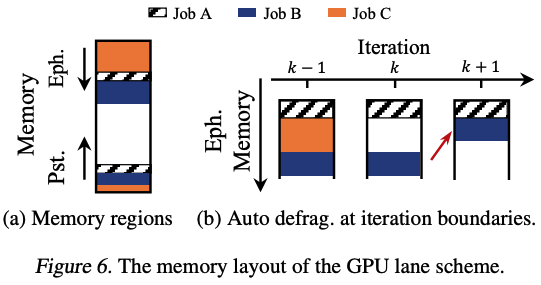 Job A Job B Job C
Memory
Eph.
Pst.
Iteration
k − 1 k k + 1
Eph.
Memory
(a) Memory regions (b) Auto defrag. at iteration boundaries.
Figure 6. The memory layout of the GPU lane scheme.